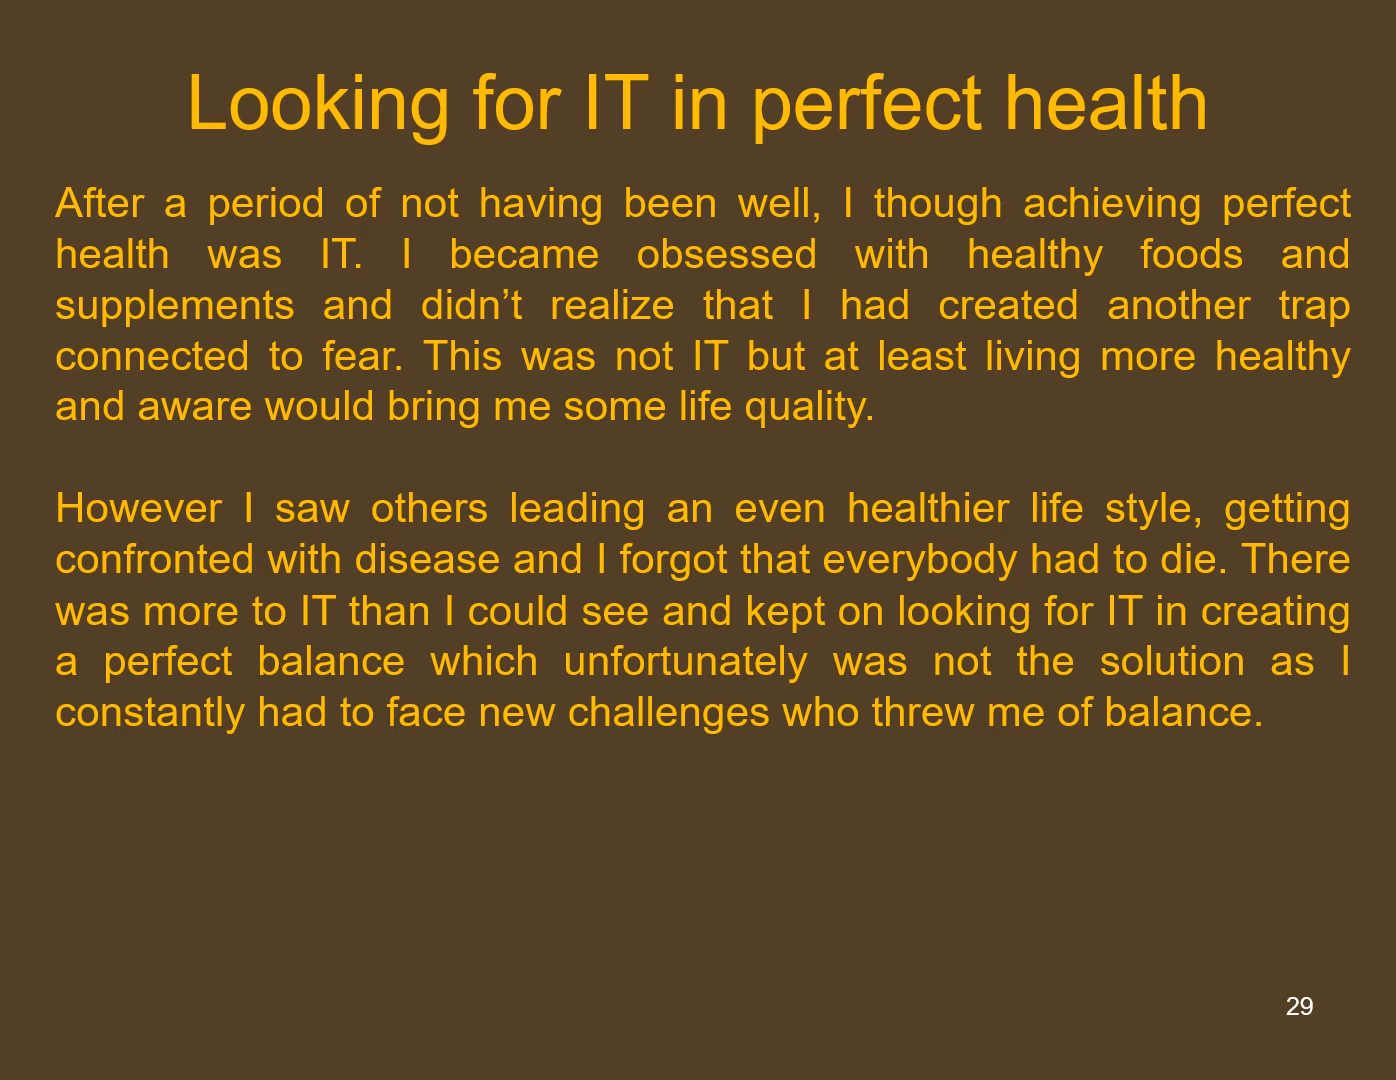 Looking for IT in perfect health
After a period of not having been well, I though achieving perfect
health was IT. I became obsessed with healthy foods and
supplements and didn’t realize that I had created another trap
connected to fear. This was not IT but at least living more healthy
and aware would bring me some life quality.
However I saw others leading an even healthier life style, getting
confronted with disease and I forgot that everybody had to die. There
was more to IT than I could see and kept on looking for IT in creating
a perfect balance which unfortunately was not the solution as I
constantly had to face new challenges who threw me of balance.
29